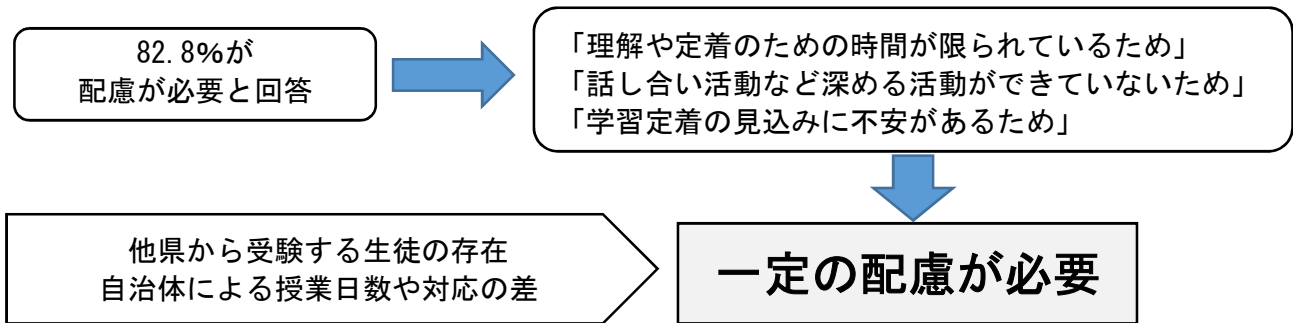 82.8%が
配慮が必要と回答
「理解や定着のための時間が限られているため」
「話し合い活動など深める活動ができていないため」
「学習定着の見込みに不安があるため」
他県から受験する生徒の存在
自治体による授業日数や対応の差
一定の配慮が必要